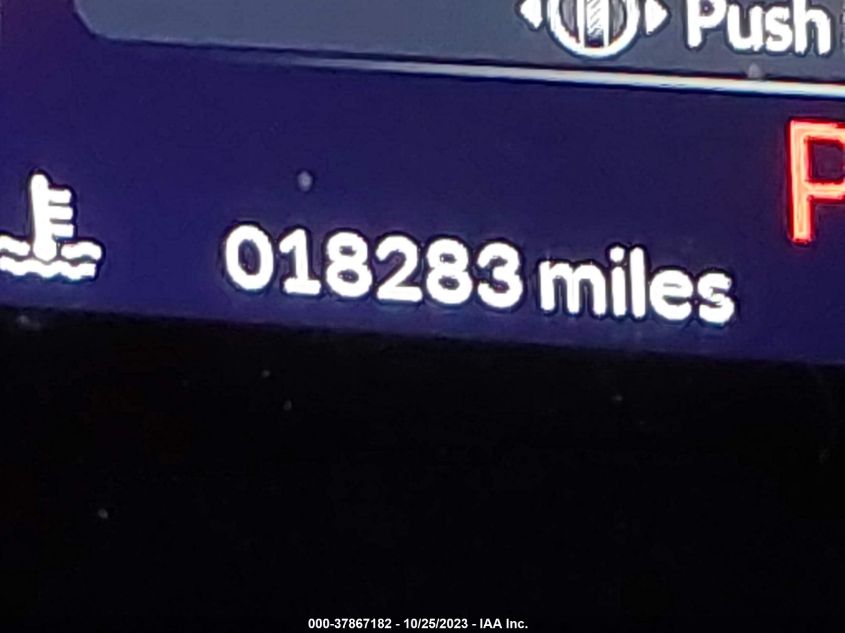 Push
P
018283 miles
000-37867182 - 10/25/2023 - IAA Inc.